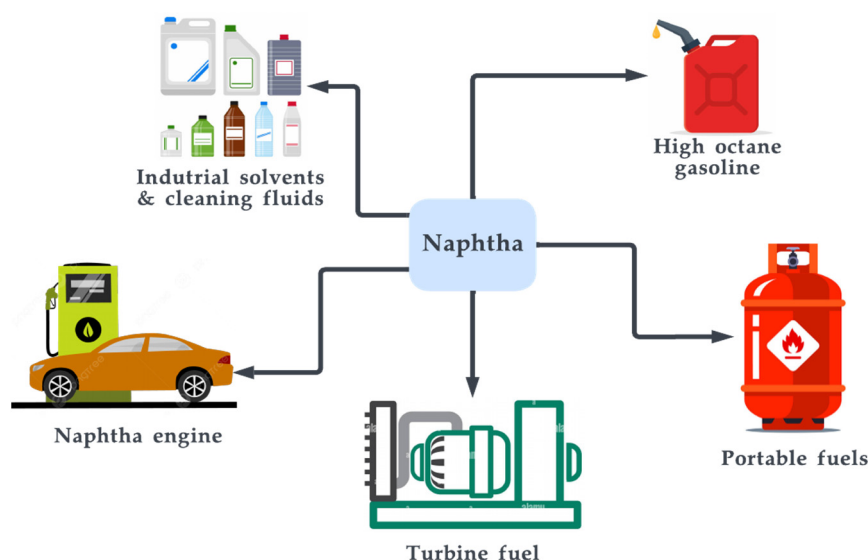 High octane
gasoline
Indutrial solvents
& cleaning fluids
Naphtha
Naphtha engine
Portable fuels
Turbine fuel